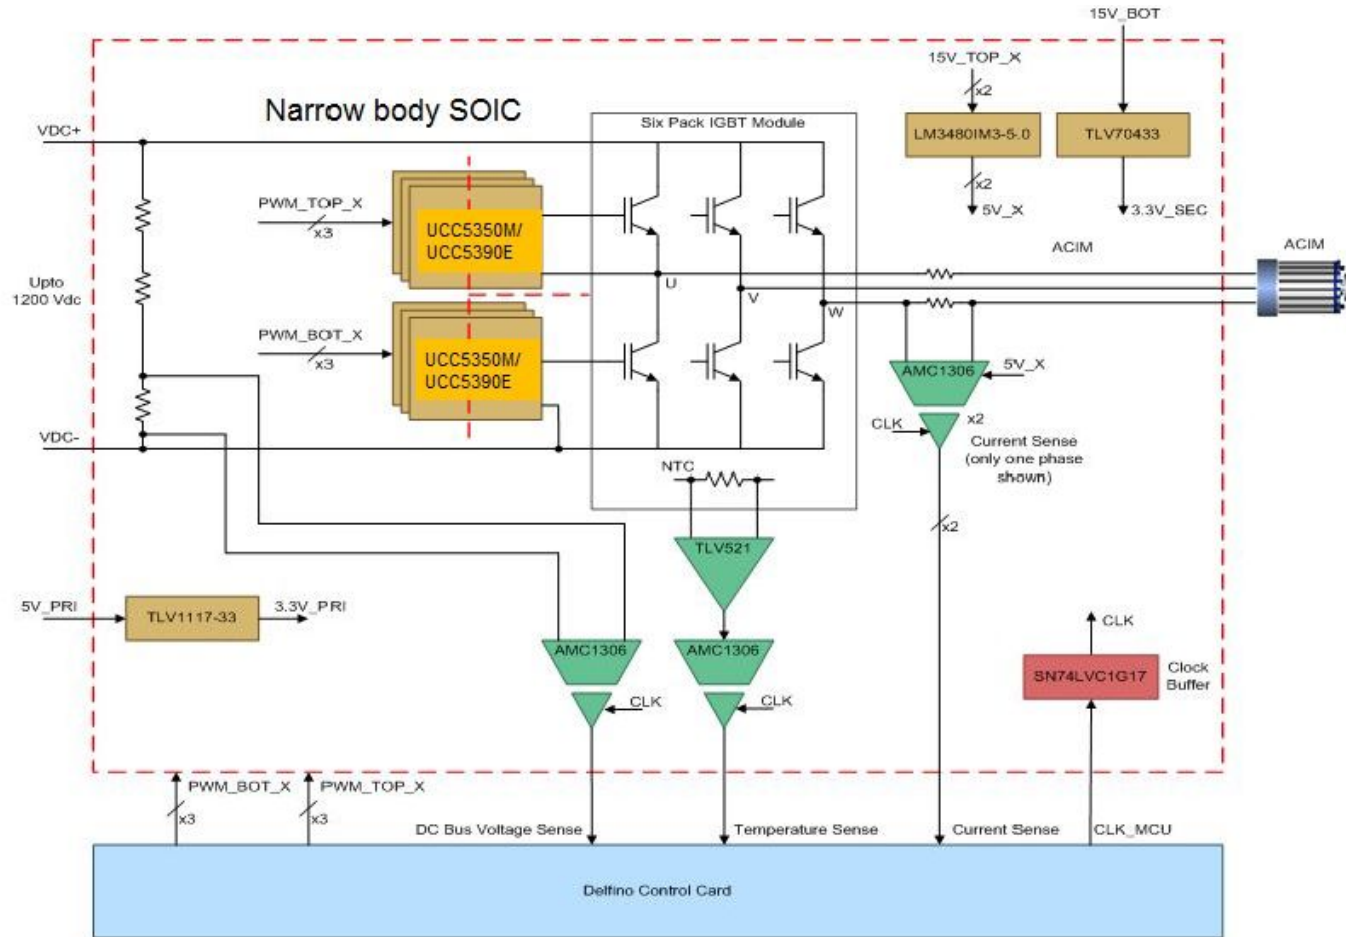 15V_BOT
15V_TOP_X
x2
Narrow body SOIC
Six Pack IGBT Module
LM3480IM3-5.0
TLV70433
VDC+
x2
PWM_TOP_X
x3
UCC5350M/
UCC5390E
5V_X
3.3V_SEC
ACIM
ACIM
Upto
1200 Vdc
U
V
W
PWM_BOT_X
x3
UCC5350M/
UCC5390E
AMC1306
5V_X
VDC-
CLK
x2
Current Sense
(only one phase
shown)
NTC
x2
TLV521
5V_PRI
TLV1117-33
3.3V_PRI
CLK
AMC1306
AMC1306
SN74LVC1G17
Clock
Buffer
CLK
CLK
PWM_BOT_X
PWM_TOP_X
x3
x3
DC Bus Voltage Sense
Temperature Sense
Current Sense
CLK_MCU
Delfino Control Card